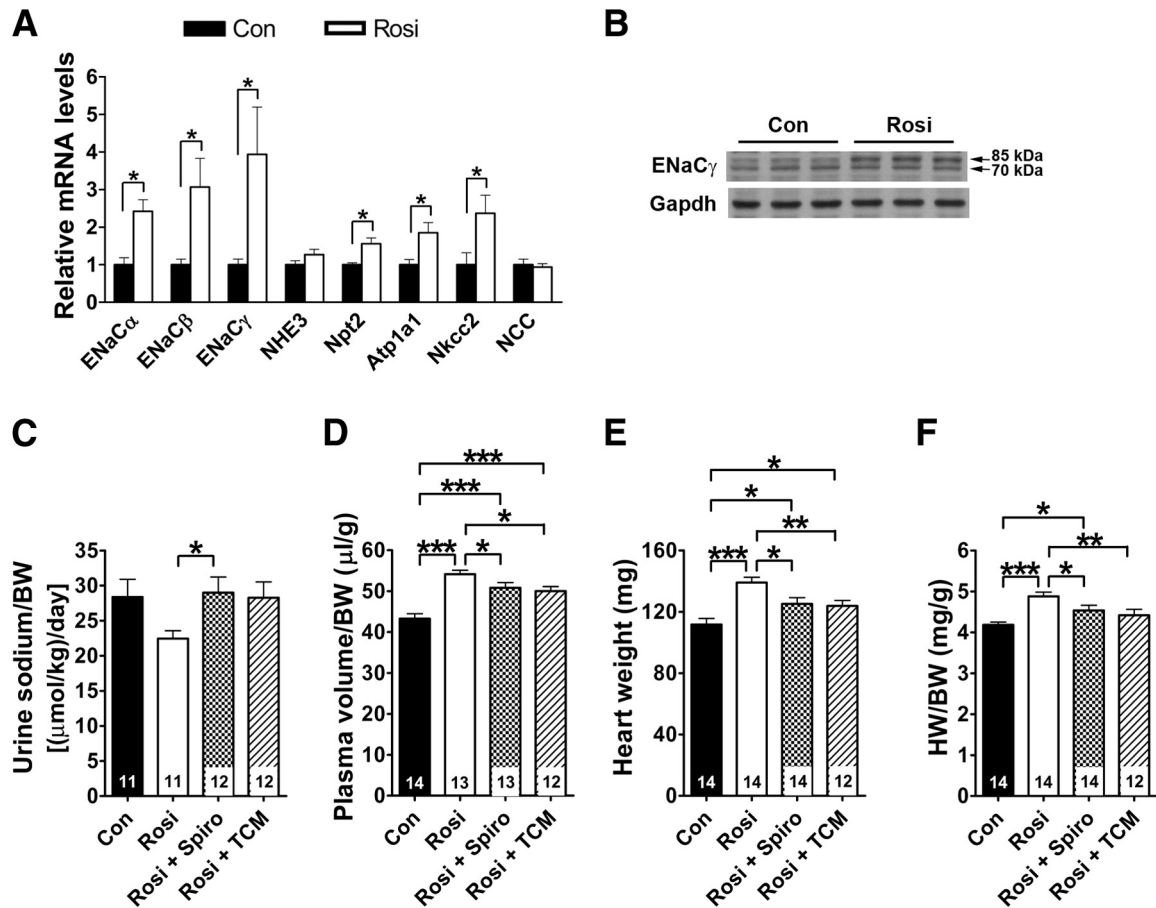 A
Con
Rosi
Relative mRNA levels
6
5
4
3
2
1
0
*
*
*
*
*
*
ENaCα
ENaCβ
ENaCγ
NHE3
Npt2
Atp1a1
Nkcc2
NCC
B
Con Rosi
ENaCγ
85 kDa
70 kDa
Gapdh
C
Urine sodium/BW
[(μmol/kg)/day]
35
30
25
20
15
10
5
0
*
11 11 12 12
Con
Rosi
Rosi + Spiro
Rosi + TCM
D
Plasma volume/BW (μl/g)
60
50
40
30
20
10
0
***
***
*
*** *
14 13 13 12
Con
Rosi
Rosi + Spiro
Rosi + TCM
E
Heart weight (mg)
160
120
80
40
0
*
*
**
*** *
14 14 14 12
Con
Rosi
Rosi + Spiro
Rosi + TCM
F
HW/BW (mg/g)
6
5
4
3
2
1
0
*
**
*** *
14 14 14 12
Con
Rosi
Rosi + Spiro
Rosi + TCM